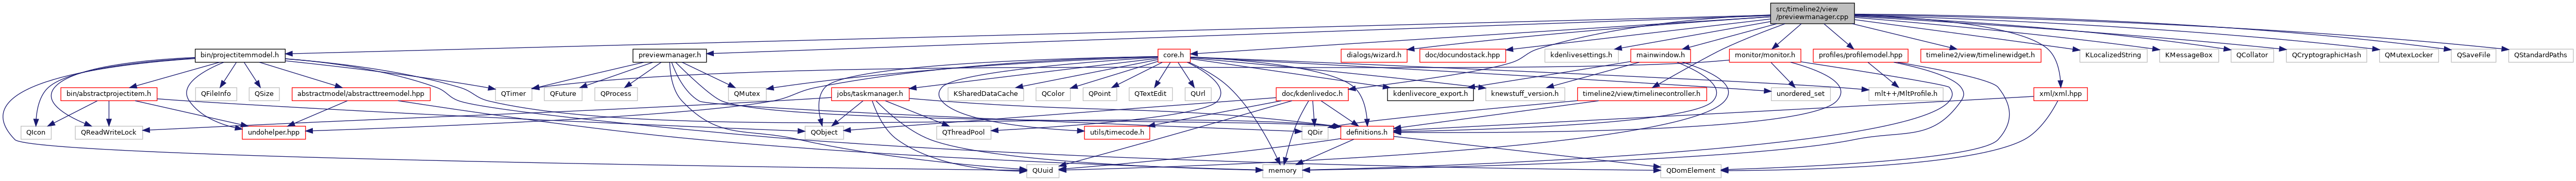 src/timeline2/view
/previewmanager.cpp
bin/projectitemmodel.h
previewmanager.h
core.h
dialogs/wizard.h
doc/docundostack.hpp
kdenlivesettings.h
mainwindow.h
monitor/monitor.h
profiles/profilemodel.hpp
timeline2/view/timelinewidget.h
KLocalizedString
KMessageBox
QCollator
QCryptographicHash
QMutexLocker
QSaveFile
QStandardPaths
bin/abstractprojectitem.h
QFileInfo
QSize
abstractmodel/abstracttreemodel.hpp
QTimer
QFuture
QProcess
QMutex
jobs/taskmanager.h
KSharedDataCache
QColor
QPoint
QTextEdit
QUrl
doc/kdenlivedoc.h
kdenlivecore_export.h
knewstuff_version.h
timeline2/view/timelinecontroller.h
unordered_set
mlt++/MltProfile.h
xml/xml.hpp
QIcon
QReadWriteLock
undohelper.hpp
QObject
QThreadPool
utils/timecode.h
QDir
definitions.h
QUuid
memory
QDomElement